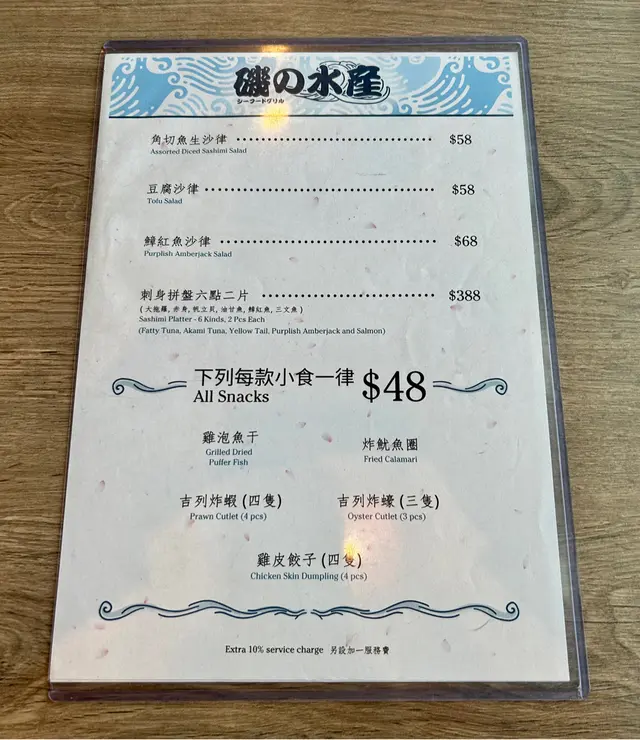 磯の水産
シーフードグリル
角切魚生沙律 $58
Assorted Diced Sashimi Salad
豆腐沙律 $58
Tofu Salad
鱆紅魚沙律 $68
Purplish Amberjack Salad
刺身拼盤六點二片 $388
(大拖羅, 赤身, 帆立貝, 油甘魚, 鱆紅魚, 三文魚)
Sashimi Platter - 6 Kinds, 2 Pcs Each
(Fatty Tuna, Akami Tuna, Yellow Tail, Purplish Amberjack and Salmon)
下列每款小食一律 $48
All Snacks
雞泡魚干
Grilled Dried
Puffer Fish
炸魷魚圈
Fried Calamari
吉列炸蝦 (四隻)
Prawn Cutlet (4 pcs)
吉列炸蠔 (三隻)
Oyster Cutlet (3 pcs)
雞皮餃子 (四隻)
Chicken Skin Dumpling (4 pcs)
Extra 10% service charge 另設加一服務費